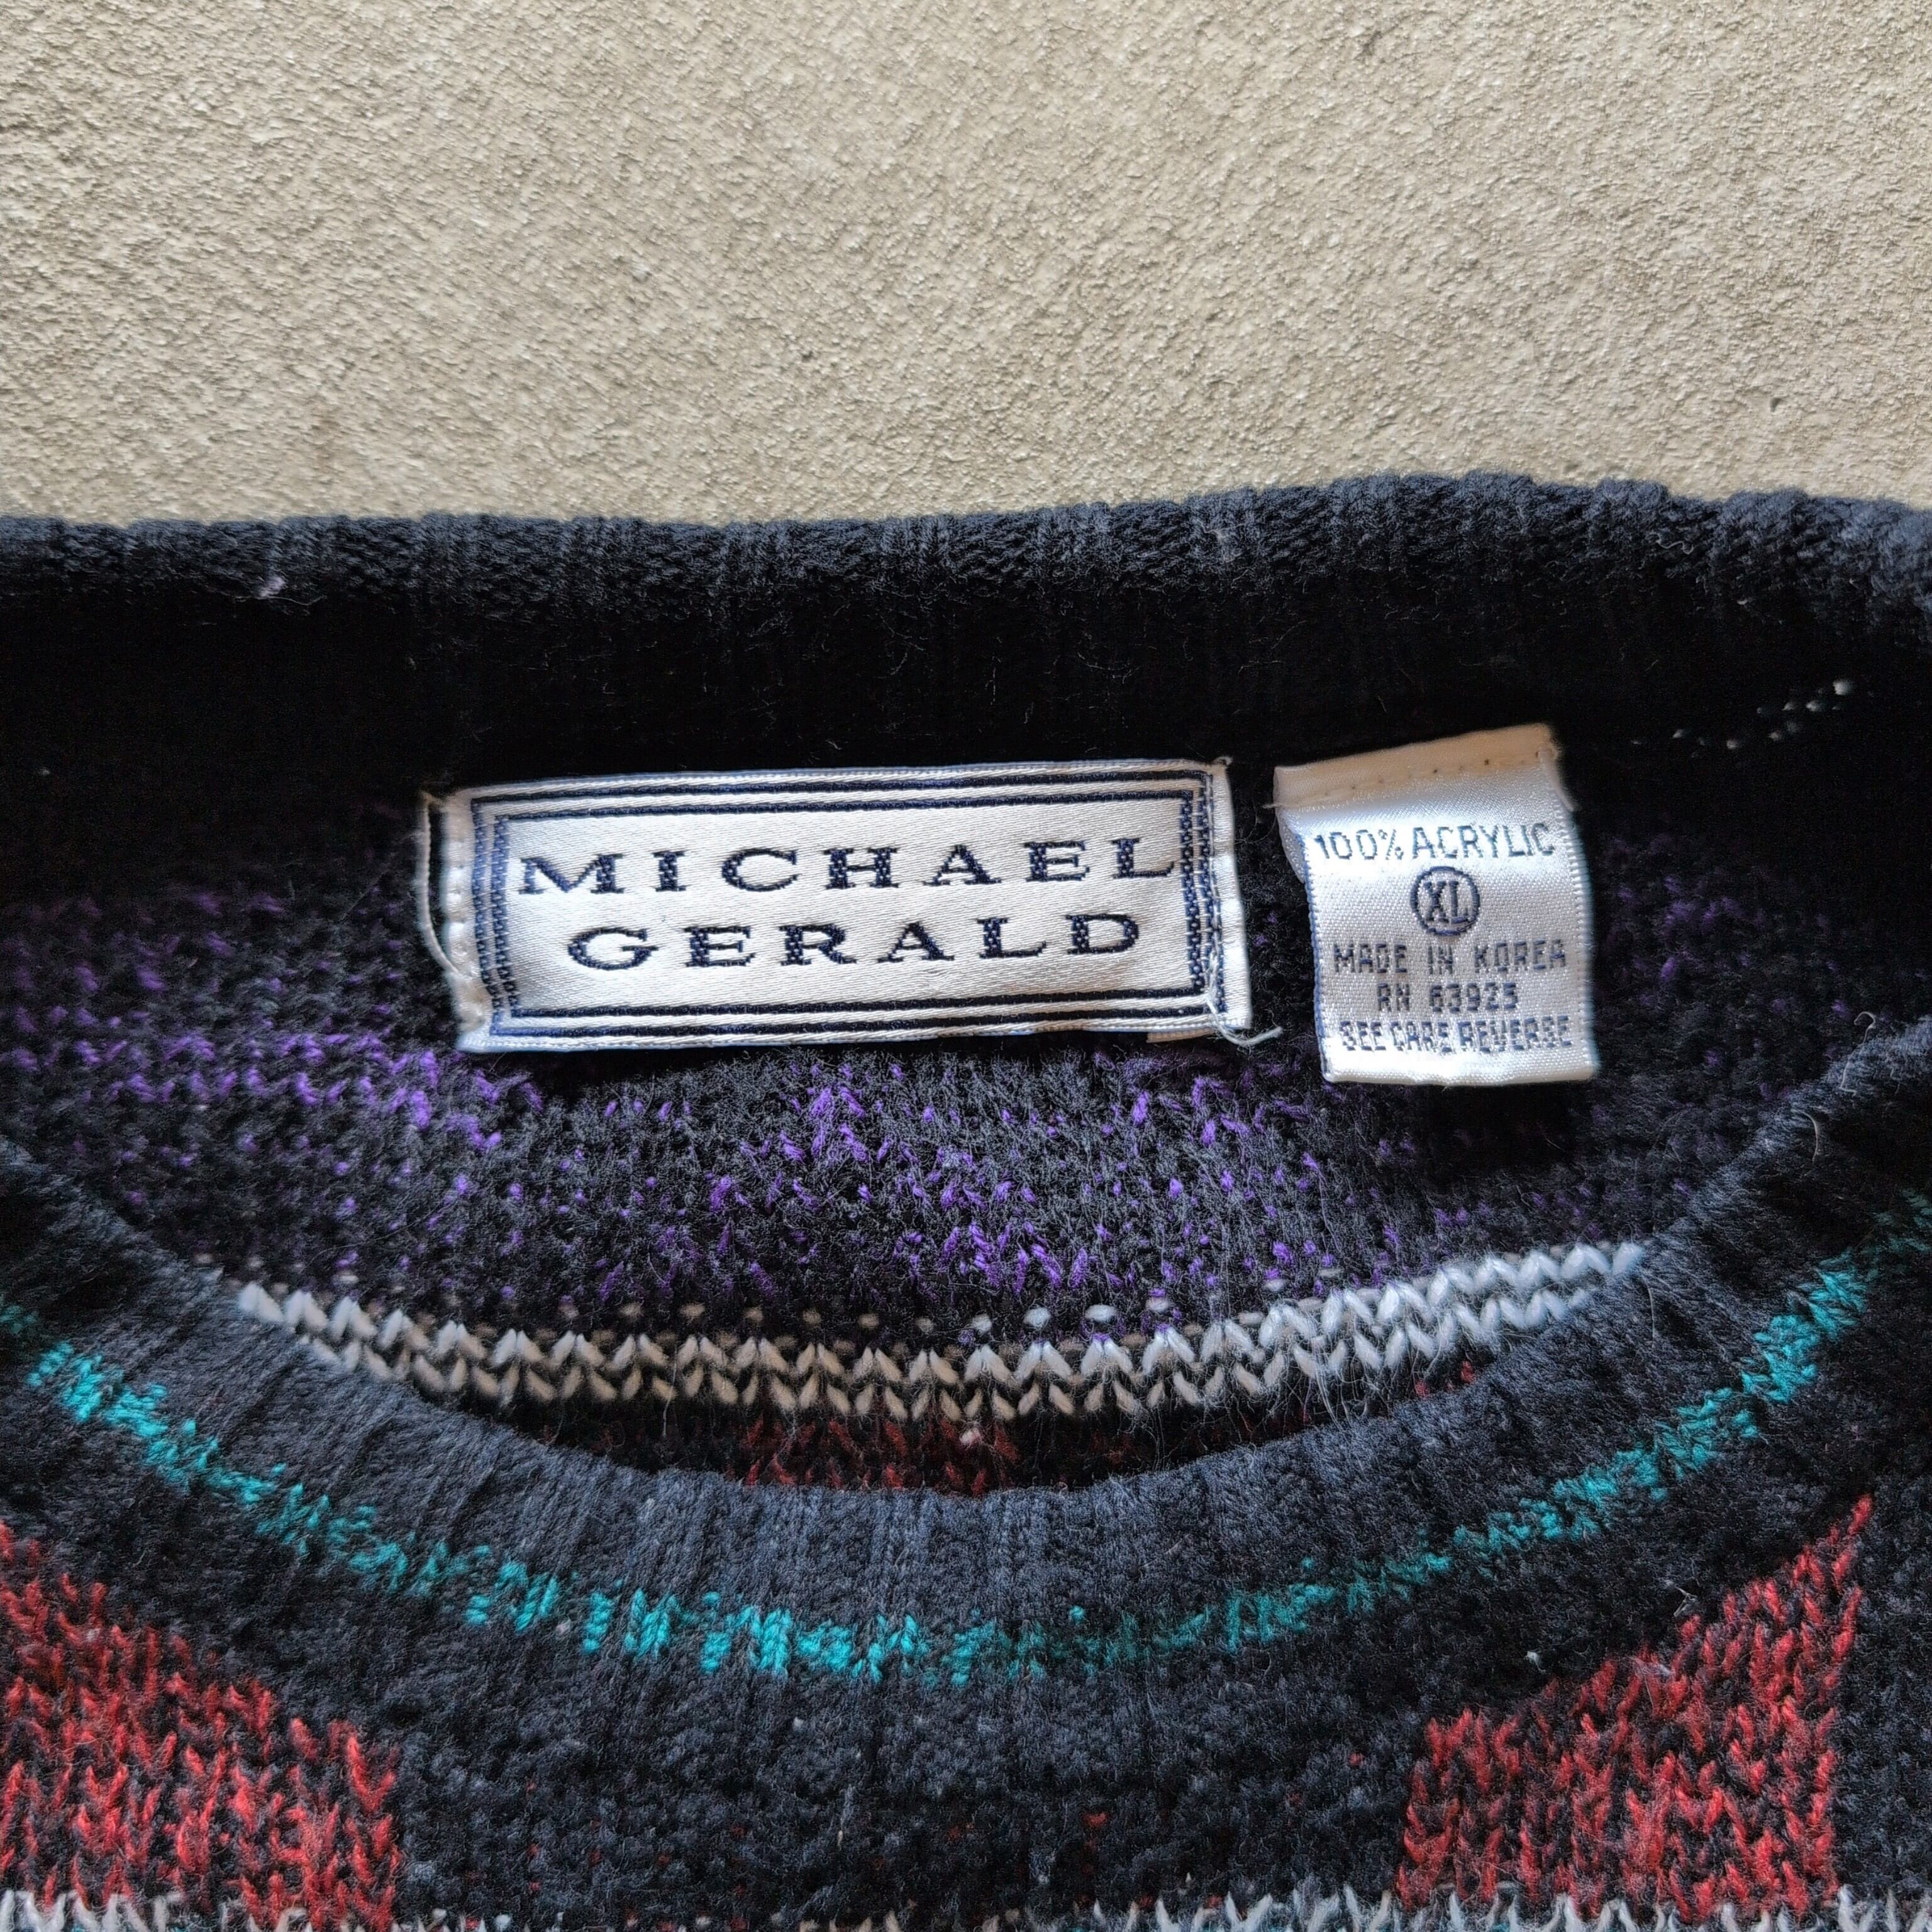 MICHAEL
GERALD
100% ACRYLIC
XL
MADE IN KOREA
RN 63925
SEE CARE REVERSE